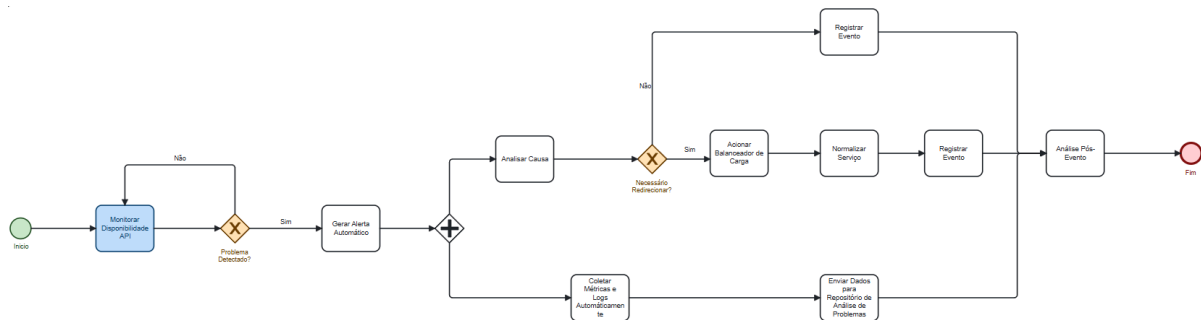 Início
Monitorar
Disponibilidade
API
Não
Problema
Detectado?
Sim
Gerar Alerta
Automático
Analisar Causa
Necessário
Redirecionar?
Não
Registrar
Evento
Sim
Acionar
Balanceador de
Carga
Normalizar
Serviço
Registrar
Evento
Coletar
Métricas e
Logs
Automáticame
nte
Enviar Dados
para
Repositório de
Análise de
Problemas
Análise Pós-
Evento
Fim